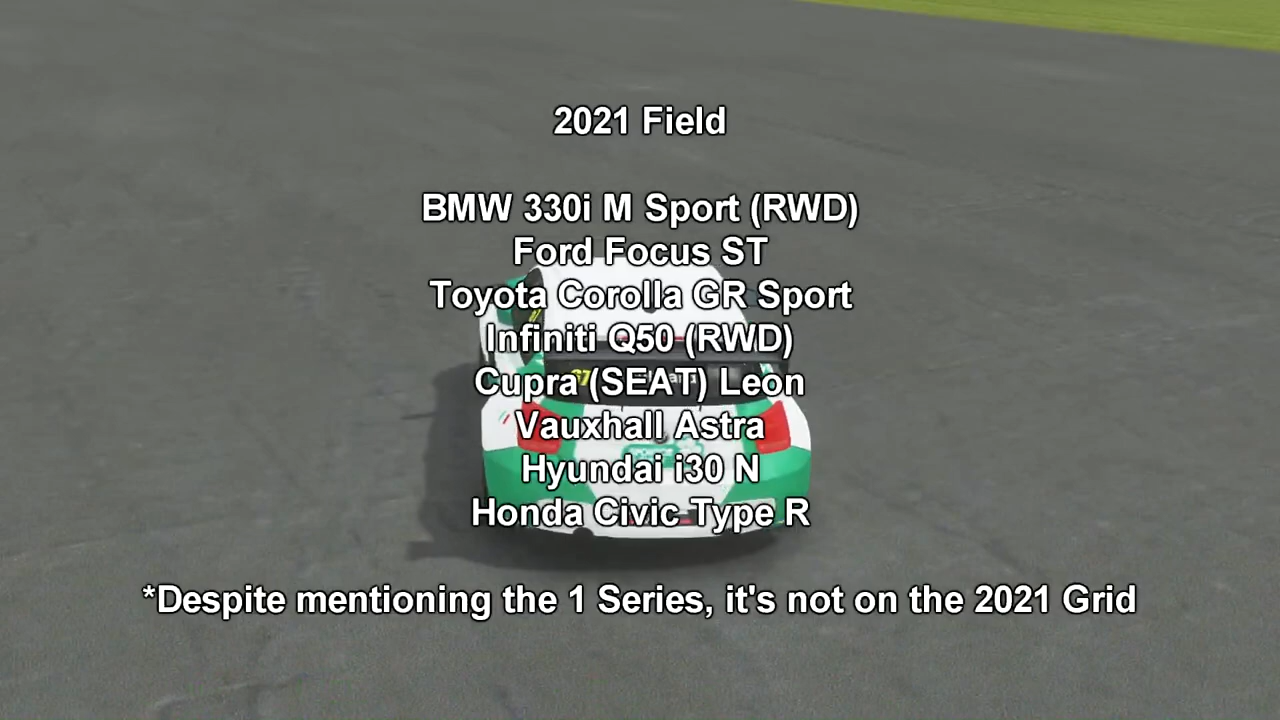 2021 Field
BMW 330i M Sport (RWD)
Ford Focus ST
Toyota Corolla GR Sport
Infiniti Q50 (RWD)
Cupra (SEAT) Leon
Vauxhall Astra
Hyundai i30 N
Honda Civic Type R
*Despite mentioning the 1 Series, it's not on the 2021 Grid